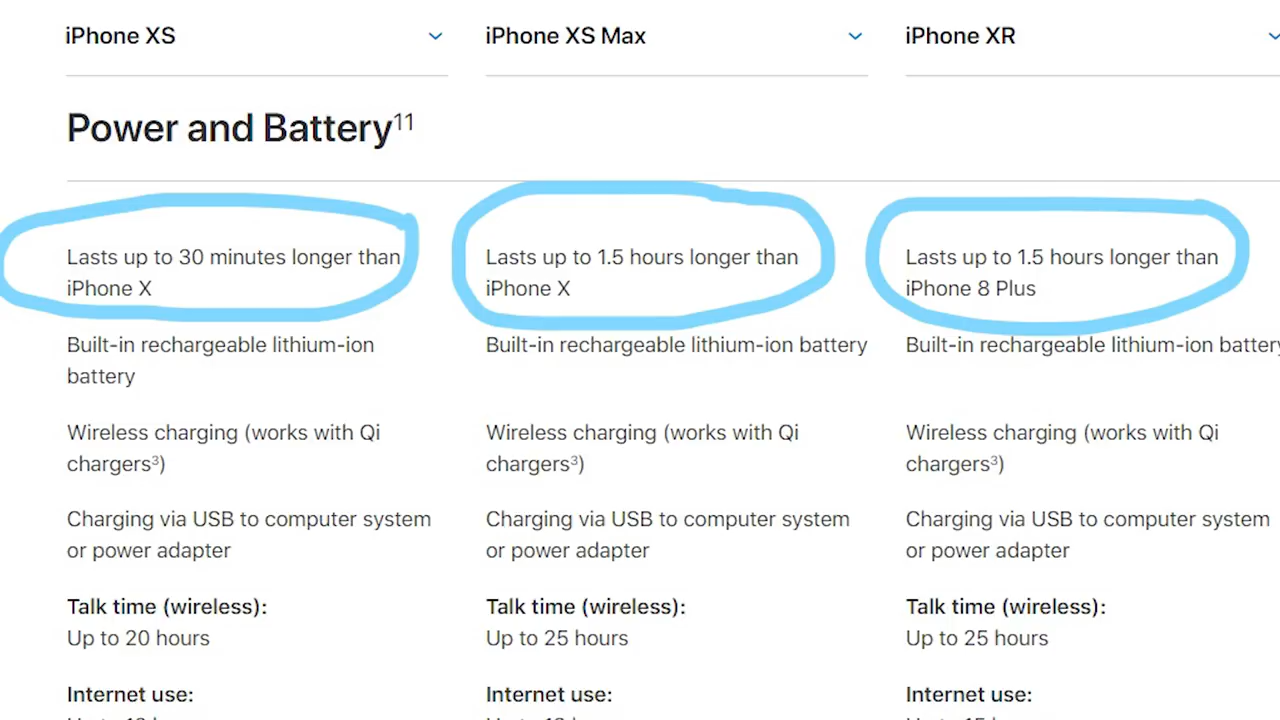 iPhone XS
iPhone XS Max
iPhone XR
Power and Battery¹¹
Lasts up to 30 minutes longer than
iPhone X
Lasts up to 1.5 hours longer than
iPhone X
Lasts up to 1.5 hours longer than
iPhone 8 Plus
Built-in rechargeable lithium-ion
battery
Built-in rechargeable lithium-ion battery
Built-in rechargeable lithium-ion battery
Wireless charging (works with Qi
chargers³)
Wireless charging (works with Qi
chargers³)
Wireless charging (works with Qi
chargers³)
Charging via USB to computer system
or power adapter
Charging via USB to computer system
or power adapter
Charging via USB to computer system
or power adapter
Talk time (wireless):
Up to 20 hours
Talk time (wireless):
Up to 25 hours
Talk time (wireless):
Up to 25 hours
Internet use:
Internet use:
Internet use: